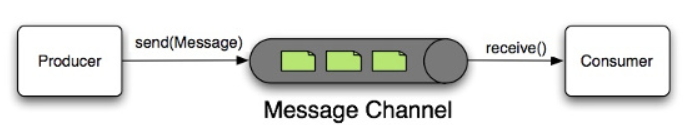 Producer
send(Message)
receive()
Consumer
Message Channel